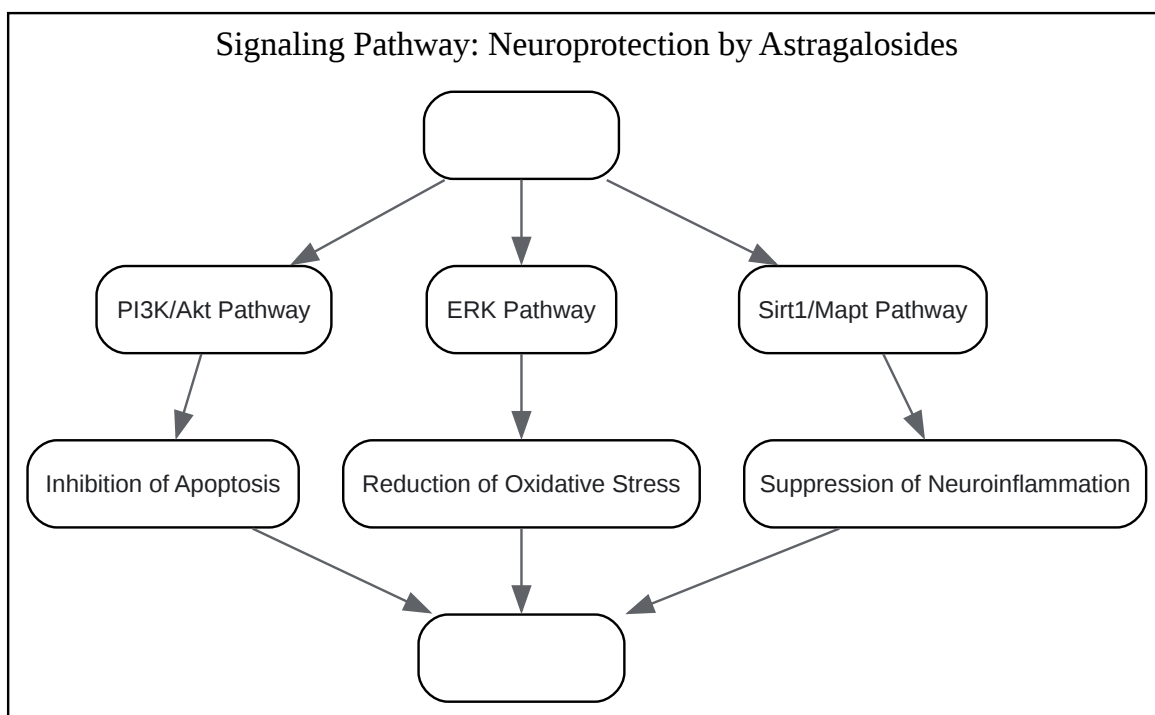 Signaling Pathway: Neuroprotection by Astragalosides
PI3K/Akt Pathway
ERK Pathway
Sirt1/Mapt Pathway
Inhibition of Apoptosis
Reduction of Oxidative Stress
Suppression of Neuroinflammation